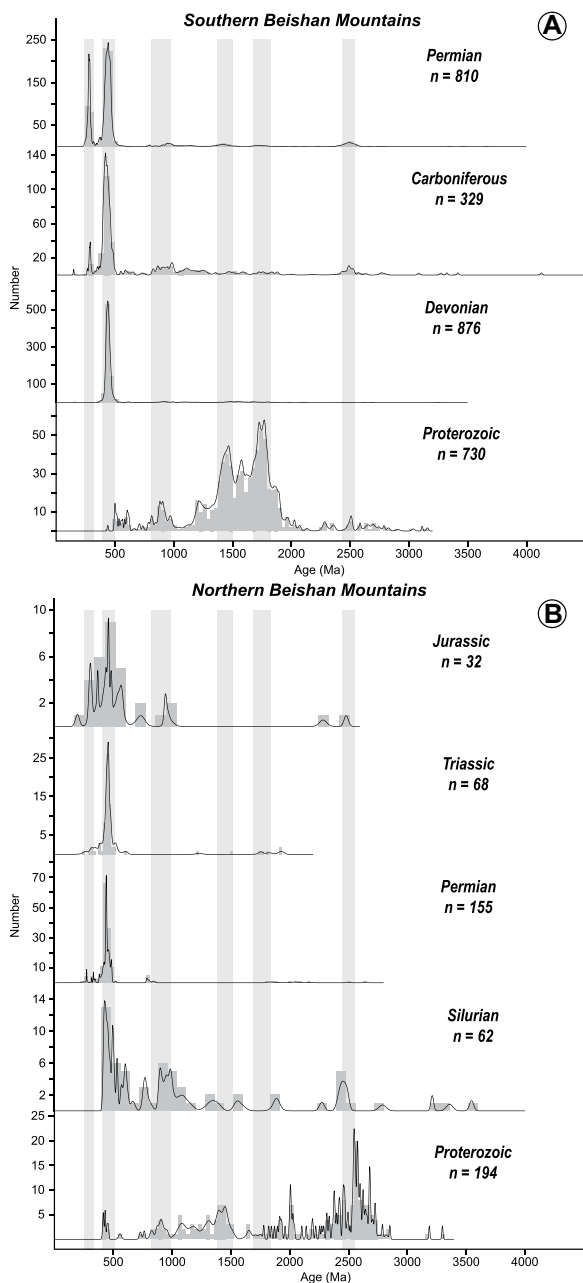 Southern Beishan Mountains
A
250
150
50
Permian
n = 810
140
100
60
20
Carboniferous
n = 329
Number
500
300
100
Devonian
n = 876
50
30
10
Proterozoic
n = 730
500 1000 1500 2000 2500 3000 3500 4000
Age (Ma)
Northern Beishan Mountains
B
10
6
2
Jurassic
n = 32
25
15
5
Triassic
n = 68
70
50
30
10
Permian
n = 155
Number
14
10
6
2
Silurian
n = 62
25
20
15
10
5
Proterozoic
n = 194
500 1000 1500 2000 2500 3000 3500 4000
Age (Ma)